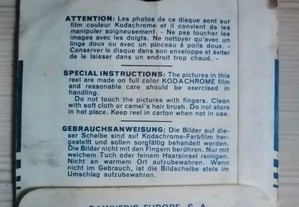 ATTENTION: Les photos de ce disque sont sur
film couleur Kodachrome et il convient de les
manipuler soigneusement. - Ne pas toucher les
images avec les doigts. Ne nettoyer qu'avec un
linge doux ou avec un pinceau à poils doux. -
Conserver le disque dans son enveloppe et éviter
de le laisser dans un endroit trop chaud. -
SPECIAL INSTRUCTIONS: The pictures in this
reel are made on full color KODACHROME film
and reasonable care should be exercised in
handling.
Do not touch the pictures with fingers. Clean
with soft cloth or camel's hair brush. Do not store
in hot place. Keep reel in carton when not in use.
GEBRAUCHSANWEISUNG: Die Bilder auf die-
ser Scheibe sind auf Kodachrome-Farbfilm her-
gestellt und sollen sorgfältig behandelt werden.
Die Bilder nicht mit den Fingern berühren. Nur mit
weichem Tuch oder feinem Haarpinsel reinigen.
Nicht an warmem Ort aufzubewahren. Wenn
nicht im Gebrauch, ist die Bildscheibe stets im
Umschlag aufzubewahren.
SAWYER'S EUROPE S. A.